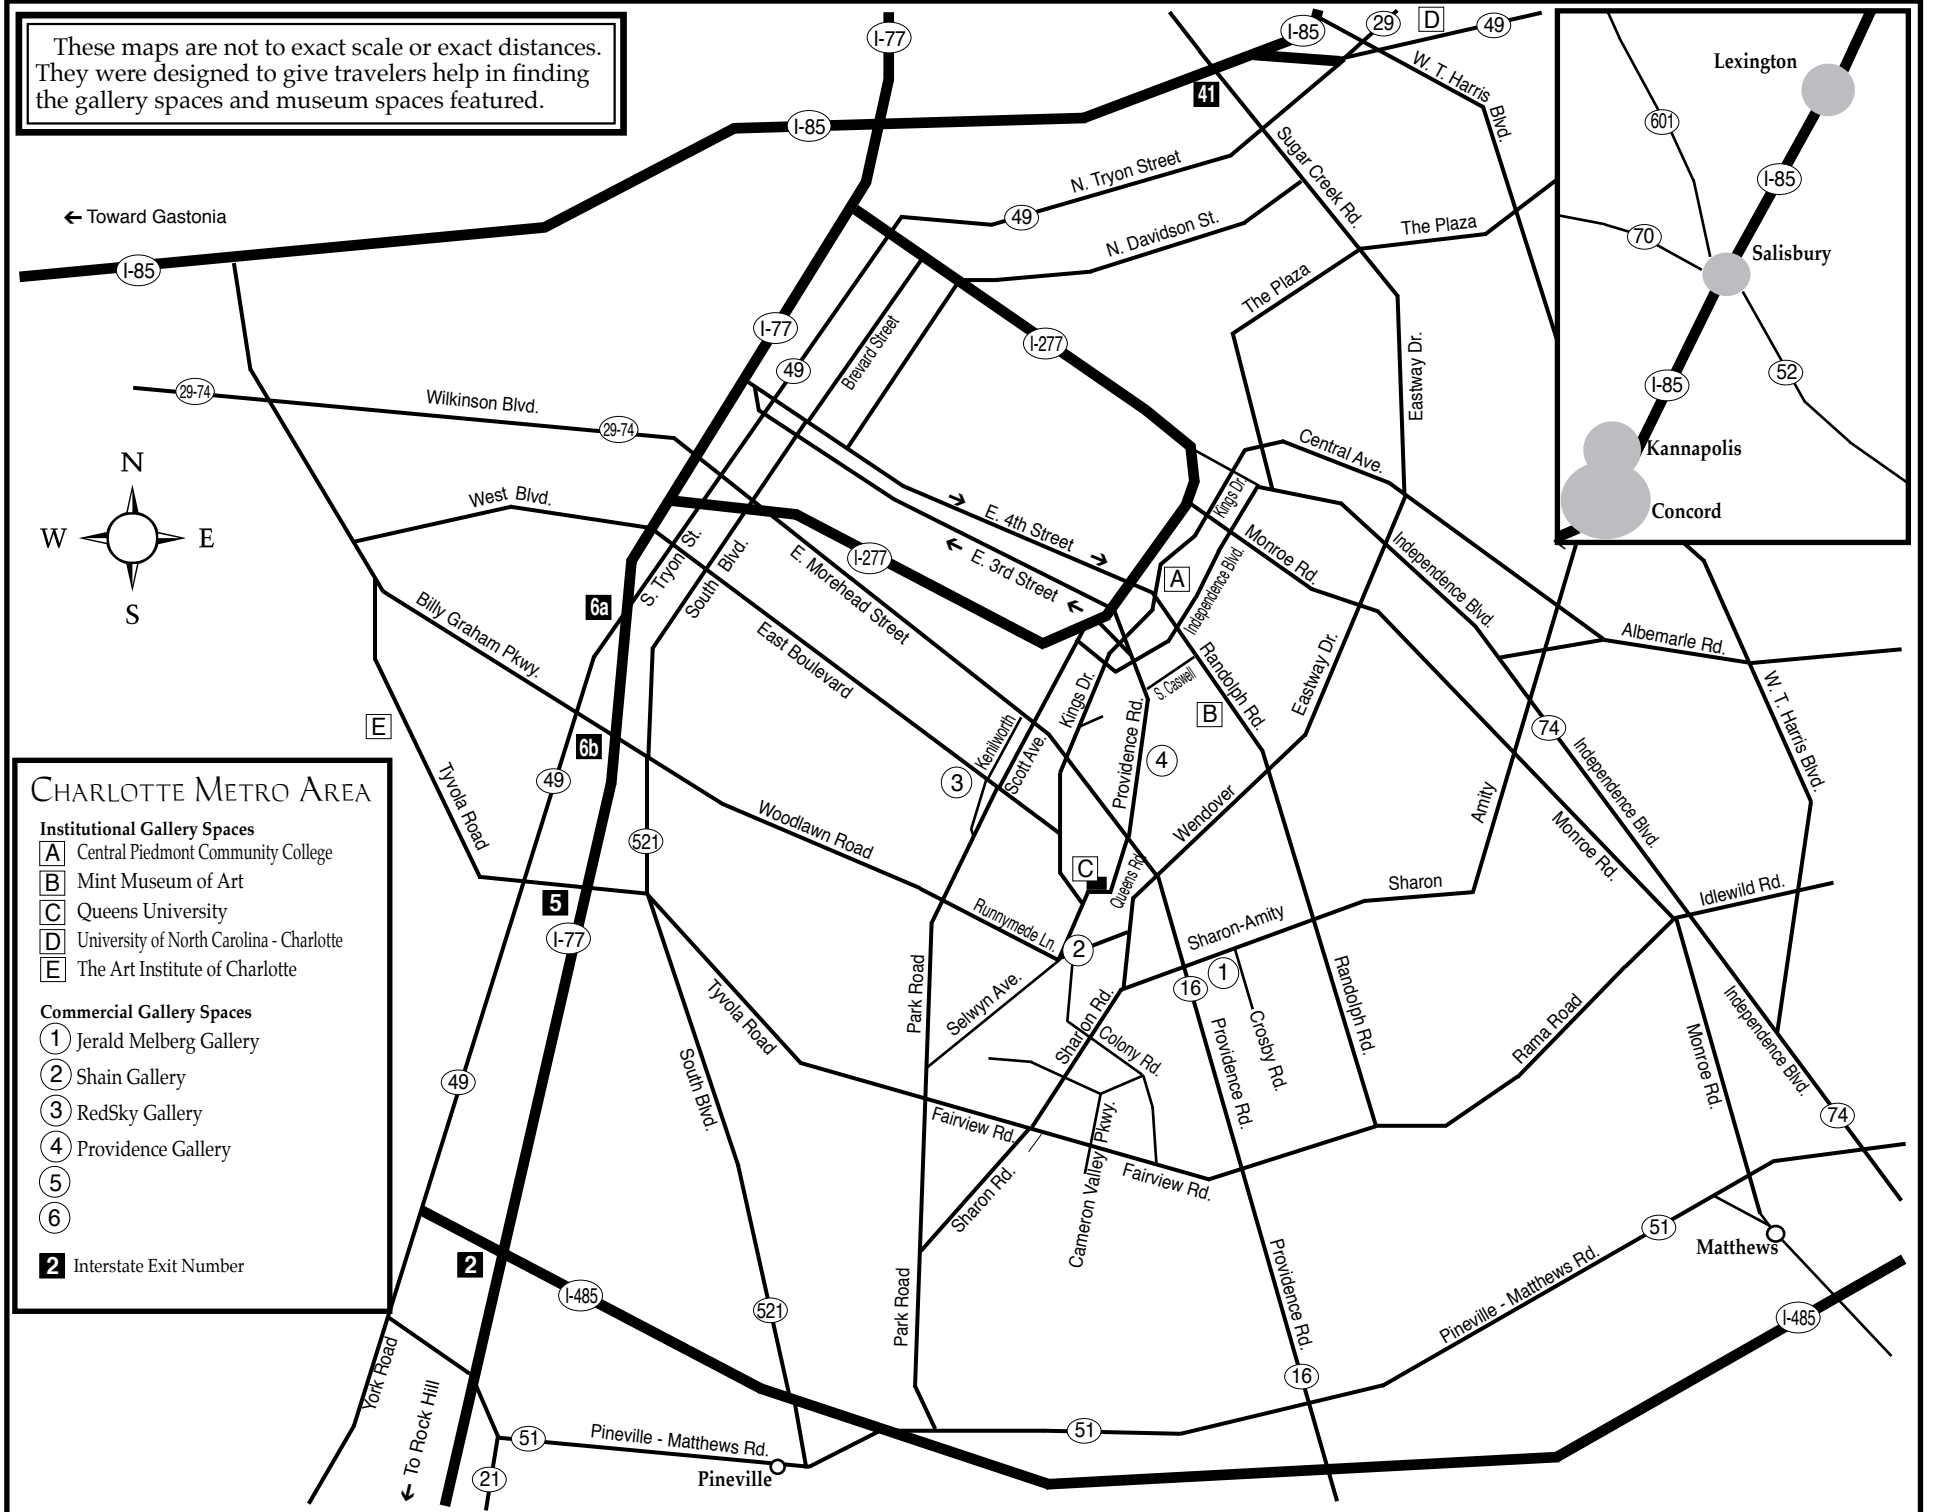 These maps are not to exact scale or exact distances.
They were designed to give travelers help in finding
the gallery spaces and museum spaces featured.
I-77
I-85
29
D
49
W. T. Harris
Blvd.
41
I-85
Sugar Creek Rd.
N. Tryon Street
49
N. Davidson St.
The Plaza
The Plaza
← Toward Gastonia
I-85
I-77
49
Brevard Street
I-277
Eastway Dr.
29-74
Wilkinson Blvd.
29-74
Central Ave.
Lexington
601
I-85
70
Salisbury
52
I-85
Kannapolis
Concord
N
W
E
S
West Blvd.
E. 4th Street
E. 3rd Street
Kings Dr.
Monroe Rd.
Independence Blvd.
Independence Blvd.
I-277
A
S. Tryon St.
South Blvd.
E. Morehead Street
6a
Billy Graham Pkwy.
East Boulevard
Albemarle Rd.
Randolph Rd.
S. Caswell
B
Eastway Dr.
W. T. Harris Blvd.
Kings Dr.
Providence Rd.
Kenilworth
Scott Ave.
E
6b
74
Independence Blvd.
3
4
49
Tyvola Road
Woodlawn Road
Wendover
Amity
Monroe Rd.
521
C
Queens Rd.
Sharon
Idlewild Rd.
5
I-77
Runnymede Ln.
2
Sharon-Amity
1
16
Selwyn Ave.
Park Road
Sharon Rd.
Colony Rd.
Crosby Rd.
Providence Rd.
Randolph Rd.
Rama Road
Independence Blvd.
Monroe Rd.
74
Tyvola Road
South Blvd.
49
Fairview Rd.
Fairview Rd.
Cameron Valley Pkwy.
Sharon Rd.
CHARLOTTE METRO AREA
Institutional Gallery Spaces
A Central Piedmont Community College
B Mint Museum of Art
C Queens University
D University of North Carolina - Charlotte
E The Art Institute of Charlotte
Commercial Gallery Spaces
1 Jerald Melberg Gallery
2 Shain Gallery
3 RedSky Gallery
4 Providence Gallery
5
6
2 Interstate Exit Number
2
I-485
521
Park Road
Providence Rd.
16
51
Pineville - Matthews Rd.
Matthews
I-485
York Road
← To Rock Hill
51
Pineville - Matthews Rd.
Pineville
21
51